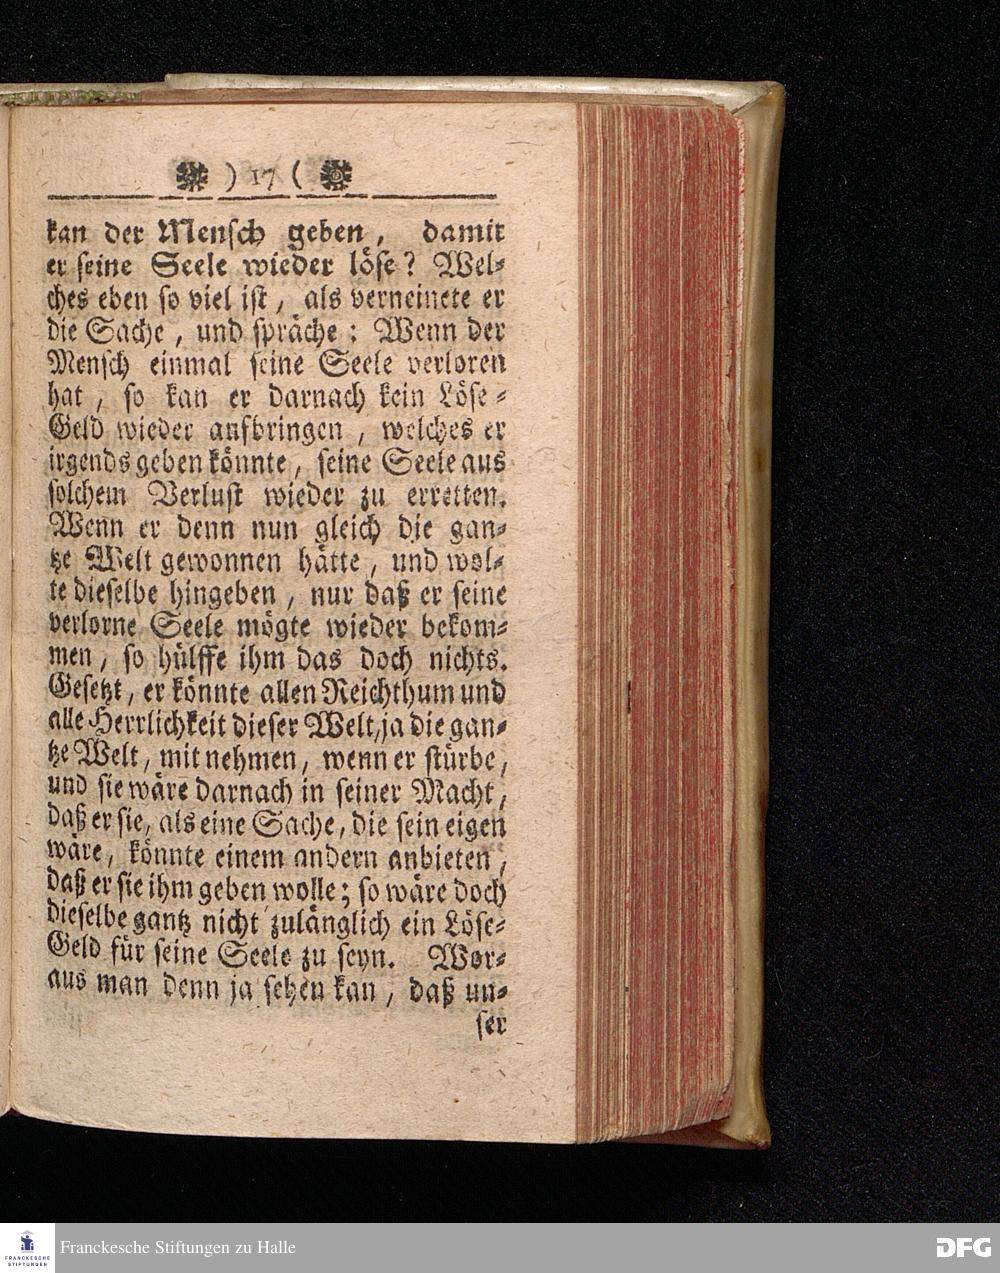 ) 17 (
kan der Mensch geben, damit
er seine Seele wieder löse? Wel-
ches eben so viel ist, als verneinete er
die Sache, und spräche: Wenn der
Mensch einmal seine Seele verloren
hat, so kan er darnach kein Löse-
Geld wieder aufbringen, welches er
irgends geben könnte, seine Seele aus
solchem Verlust wieder zu erretten.
Wenn er denn nun gleich die gan-
tze Welt gewonnen hätte, und wol-
te dieselbe hingeben, nur daß er seine
verlorne Seele mögte wieder bekom-
men, so hülffe ihm das doch nichts.
Gesetzt, er könnte allen Reichthum und
alle Herrlichkeit dieser Welt, ja die gan-
tze Welt, mit nehmen, wenn er stürbe,
und sie wäre darnach in seiner Macht,
daß er sie, als eine Sache, die sein eigen
wäre, könnte einem andern anbieten,
daß er sie ihm geben wolle; so wäre doch
dieselbe gantz nicht zulänglich ein Löse-
Geld für seine Seele zu seyn. Wor-
aus man denn ja sehen kan, daß un-
ser
FRANCKESCHE
STIFTUNGEN
Franckesche Stiftungen zu Halle
DFG